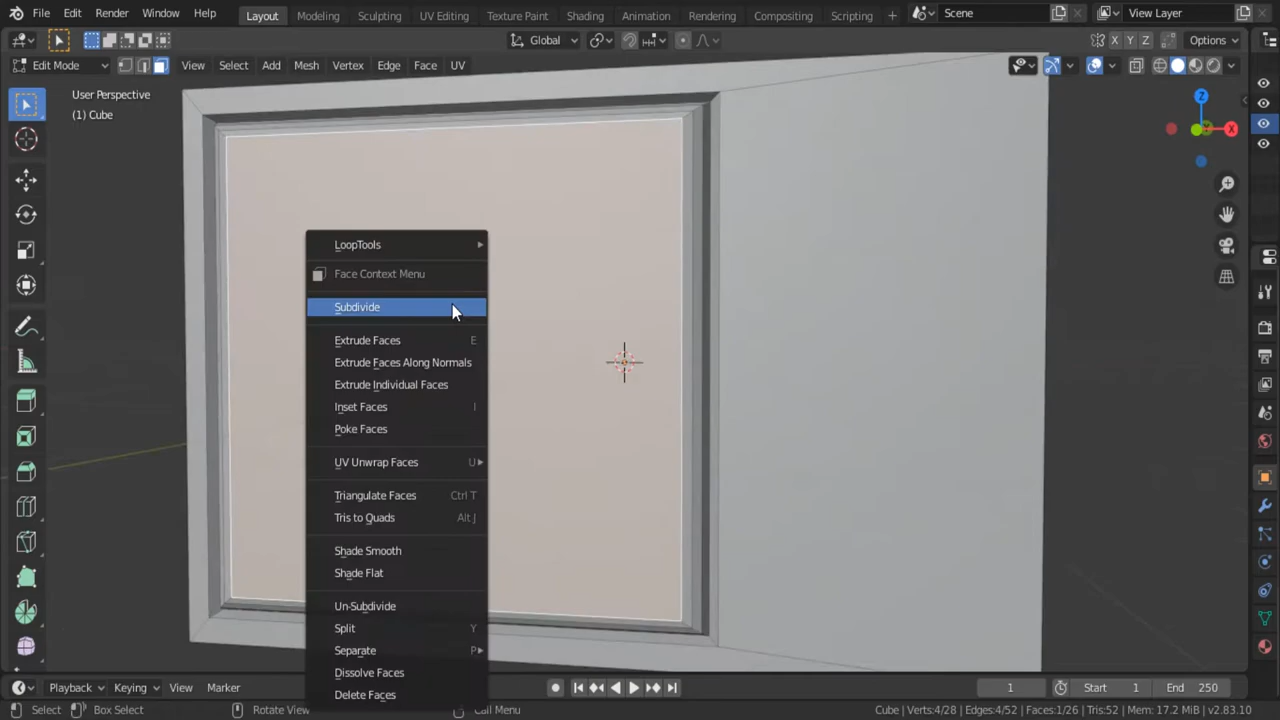 File Edit Render Window Help Layout Modeling Sculpting UV Editing Texture Paint Shading Animation Rendering Compositing Scripting Scene View Layer
Global X Y Z Options
Edit Mode View Select Add Mesh Vertex Edge Face UV
User Perspective
(1) Cube
Z
X
LoopTools
Face Context Menu
Subdivide
Extrude Faces E
Extrude Faces Along Normals
Extrude Individual Faces
Inset Faces I
Poke Faces
UV Unwrap Faces U
Triangulate Faces Ctrl T
Tris to Quads Alt J
Shade Smooth
Shade Flat
Un-Subdivide
Split Y
Separate P
Dissolve Faces
Delete Faces
Playback Keying View Marker 1 Start 1 End 250
Select Box Select Rotate View Call Menu Cube | Verts:4/28 | Edges:4/52 | Faces:1/26 | Tris:52 | Mem: 17.2 MiB | v2.83.10